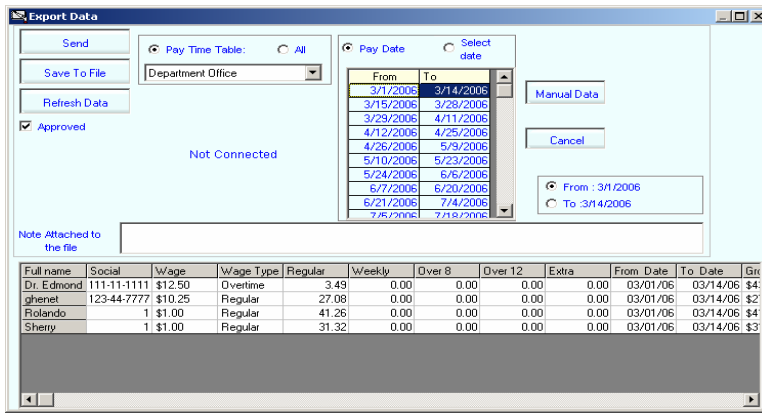 Export Data
Send
Save To File
Refresh Data
Approved
Pay Time Table:
All
Department Office
Not Connected
Pay Date
Select
date
From To
3/1/2006 3/14/2006
3/15/2006 3/28/2006
3/29/2006 4/11/2006
4/12/2006 4/25/2006
4/26/2006 5/9/2006
5/10/2006 5/23/2006
5/24/2006 6/6/2006
6/7/2006 6/20/2006
6/21/2006 7/4/2006
7/5/2006 7/18/2006
Manual Data
Cancel
From : 3/1/2006
To :3/14/2006
Note Attached to
the file
Full name Social Wage Wage Type Regular Weekly Over 8 Over 12 Extra From Date To Date
Dr. Edmond 111-11-1111 $12.50 Overtime 3.49 0.00 0.00 0.00 0.00 03/01/06 03/14/06
ghenet 123-44-7777 $10.25 Regular 27.08 0.00 0.00 0.00 0.00 03/01/06 03/14/06
Rolando 1 $1.00 Regular 41.26 0.00 0.00 0.00 0.00 03/01/06 03/14/06
Sherry 1 $1.00 Regular 31.32 0.00 0.00 0.00 0.00 03/01/06 03/14/06